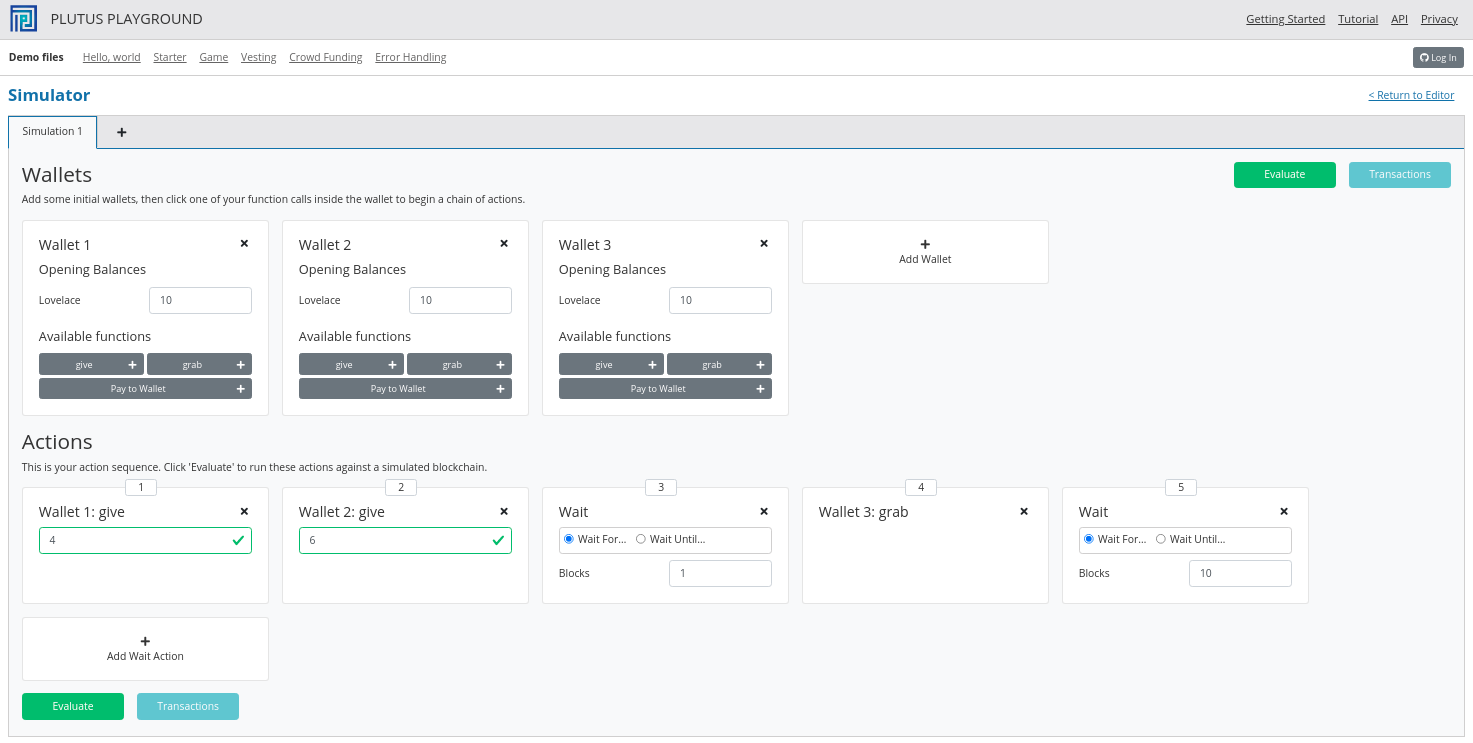 PLUTUS PLAYGROUND
Getting Started Tutorial API Privacy
Demo files Hello, world Starter Game Vesting Crowd Funding Error Handling
Log In
Simulator
< Return to Editor
Simulation 1 +
Wallets
Evaluate Transactions
Add some initial wallets, then click one of your function calls inside the wallet to begin a chain of actions.
Wallet 1
Opening Balances
Lovelace 10
Available functions
give + grab +
Pay to Wallet +
Wallet 2
Opening Balances
Lovelace 10
Available functions
give + grab +
Pay to Wallet +
Wallet 3
Opening Balances
Lovelace 10
Available functions
give + grab +
Pay to Wallet +
+
Add Wallet
Actions
This is your action sequence. Click 'Evaluate' to run these actions against a simulated blockchain.
1
Wallet 1: give
4
2
Wallet 2: give
6
3
Wait
Wait For... Wait Until...
Blocks 1
4
Wallet 3: grab
5
Wait
Wait For... Wait Until...
Blocks 10
+
Add Wait Action
Evaluate Transactions